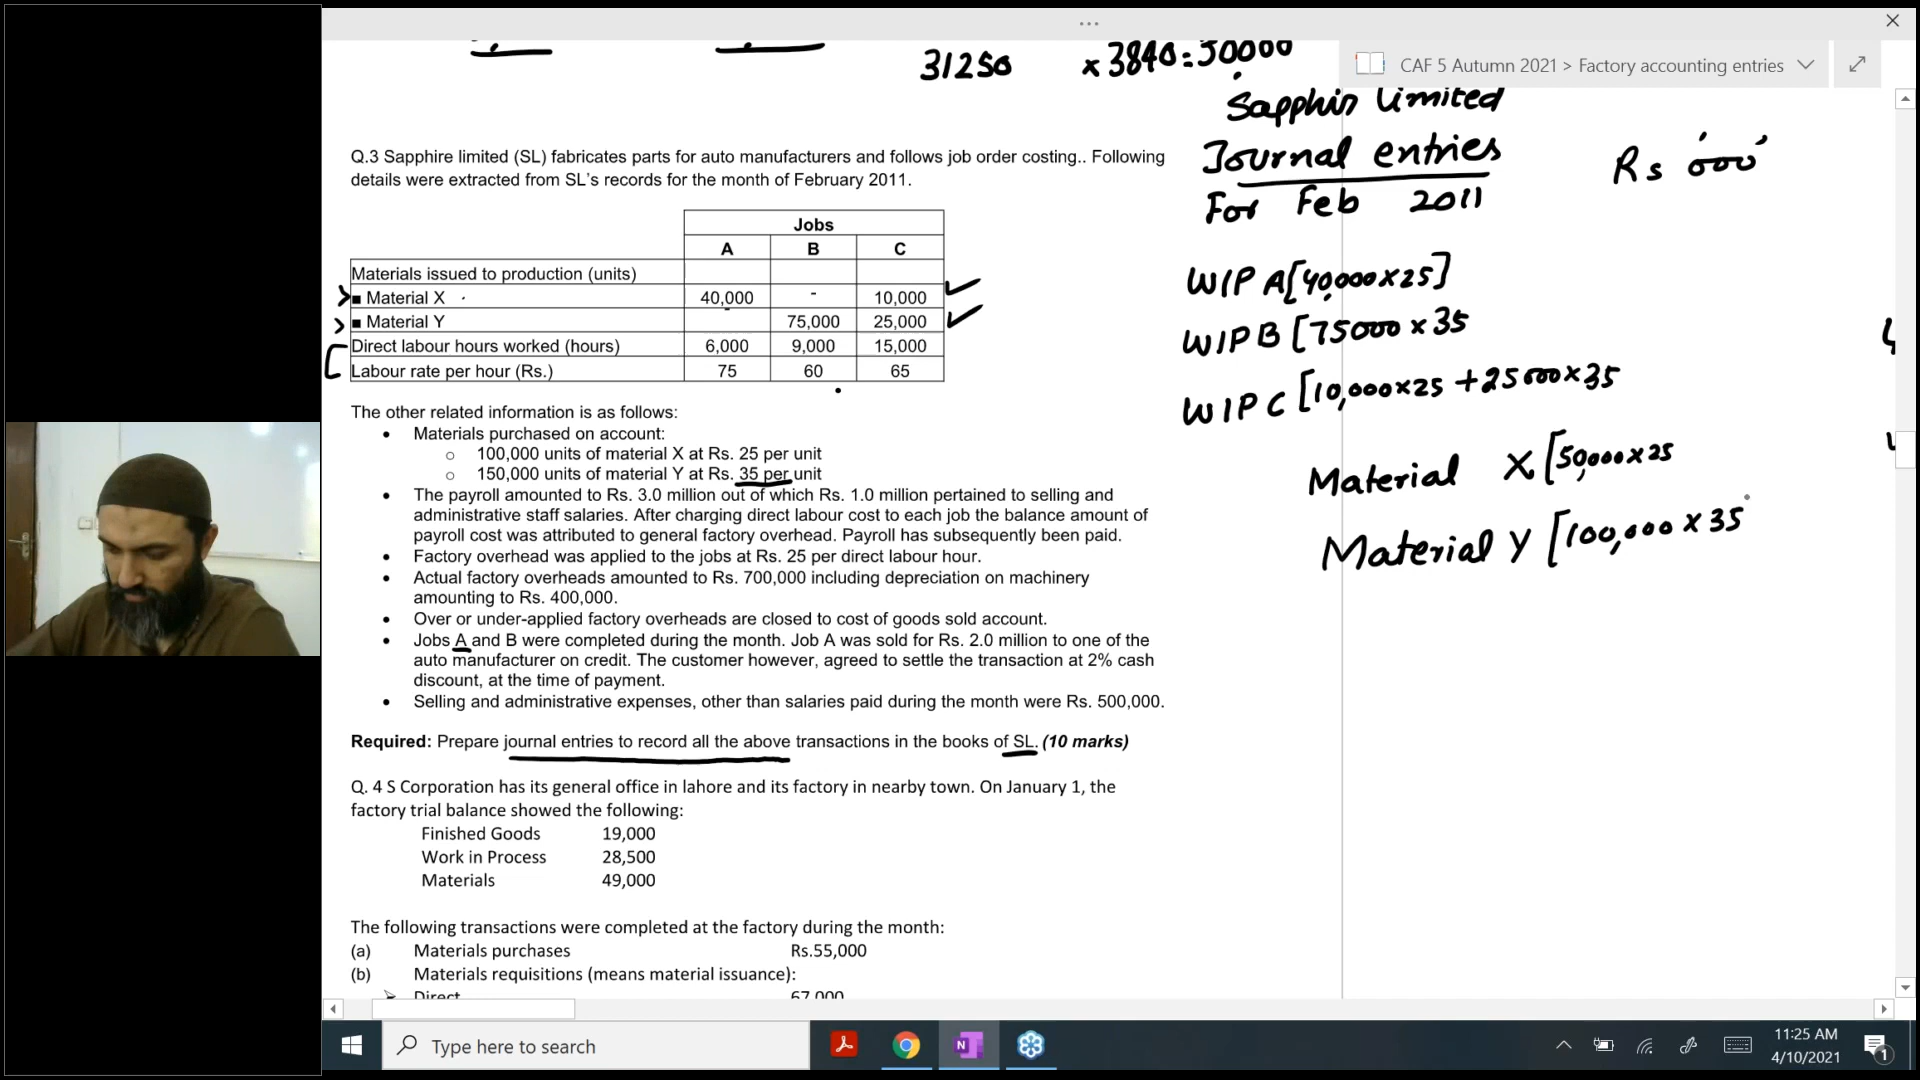 31250 x3840=30000
CAF 5 Autumn 2021 > Factory accounting entries
Sapphir Limited
Journal entries
For Feb 2011
Rs '000'
Q.3 Sapphire limited (SL) fabricates parts for auto manufacturers and follows job order costing.. Following
details were extracted from SL's records for the month of February 2011.
Jobs
A B C
Materials issued to production (units)
■ Material X 40,000 - 10,000
■ Material Y - 75,000 25,000
Direct labour hours worked (hours) 6,000 9,000 15,000
Labour rate per hour (Rs.) 75 60 65
WIP A[40,000x25]
WIP B [75000 x 35
WIP C [10,000x25 +25000x35
Material X [50,000x25
Material Y [100,000 x 35
The other related information is as follows:
• Materials purchased on account:
o 100,000 units of material X at Rs. 25 per unit
o 150,000 units of material Y at Rs. 35 per unit
• The payroll amounted to Rs. 3.0 million out of which Rs. 1.0 million pertained to selling and
administrative staff salaries. After charging direct labour cost to each job the balance amount of
payroll cost was attributed to general factory overhead. Payroll has subsequently been paid.
• Factory overhead was applied to the jobs at Rs. 25 per direct labour hour.
• Actual factory overheads amounted to Rs. 700,000 including depreciation on machinery
amounting to Rs. 400,000.
• Over or under-applied factory overheads are closed to cost of goods sold account.
• Jobs A and B were completed during the month. Job A was sold for Rs. 2.0 million to one of the
auto manufacturer on credit. The customer however, agreed to settle the transaction at 2% cash
discount, at the time of payment.
• Selling and administrative expenses, other than salaries paid during the month were Rs. 500,000.
Required: Prepare journal entries to record all the above transactions in the books of SL. (10 marks)
Q. 4 S Corporation has its general office in lahore and its factory in nearby town. On January 1, the
factory trial balance showed the following:
Finished Goods 19,000
Work in Process 28,500
Materials 49,000
The following transactions were completed at the factory during the month:
(a) Materials purchases Rs.55,000
(b) Materials requisitions (means material issuance):
Direct 67,000
Type here to search
11:25 AM
4/10/2021
1